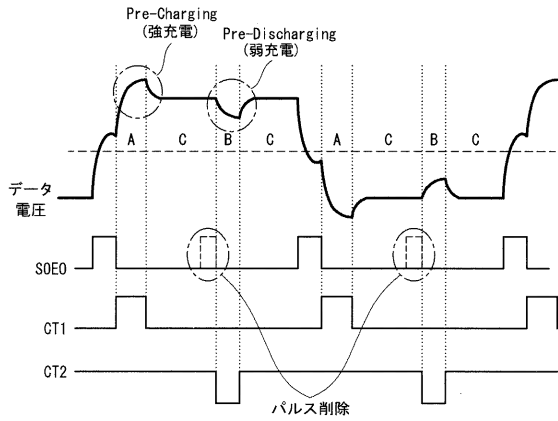 Pre-Charging
(強充電)
Pre-Discharging
(弱充電)
A C B C A C B C
データ
電圧
SOEO
CT1
CT2
パルス削除